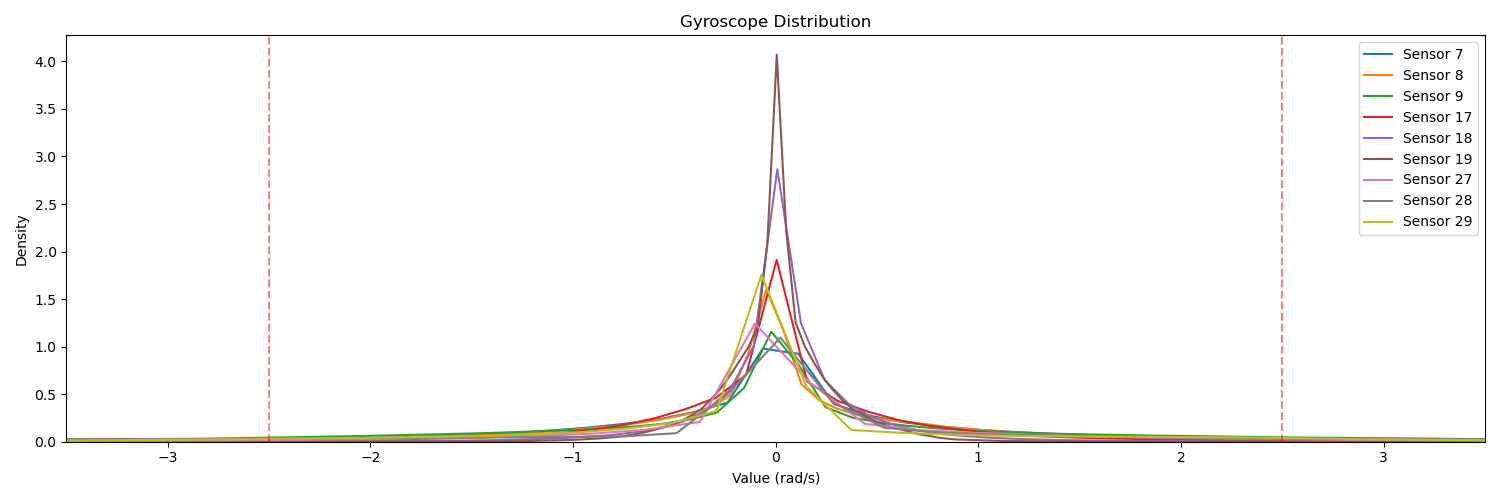 Gyroscope Distribution
Density
4.0
3.5
3.0
2.5
2.0
1.5
1.0
0.5
0.0
−3
−2
−1
0
1
2
3
Value (rad/s)
Sensor 7
Sensor 8
Sensor 9
Sensor 17
Sensor 18
Sensor 19
Sensor 27
Sensor 28
Sensor 29